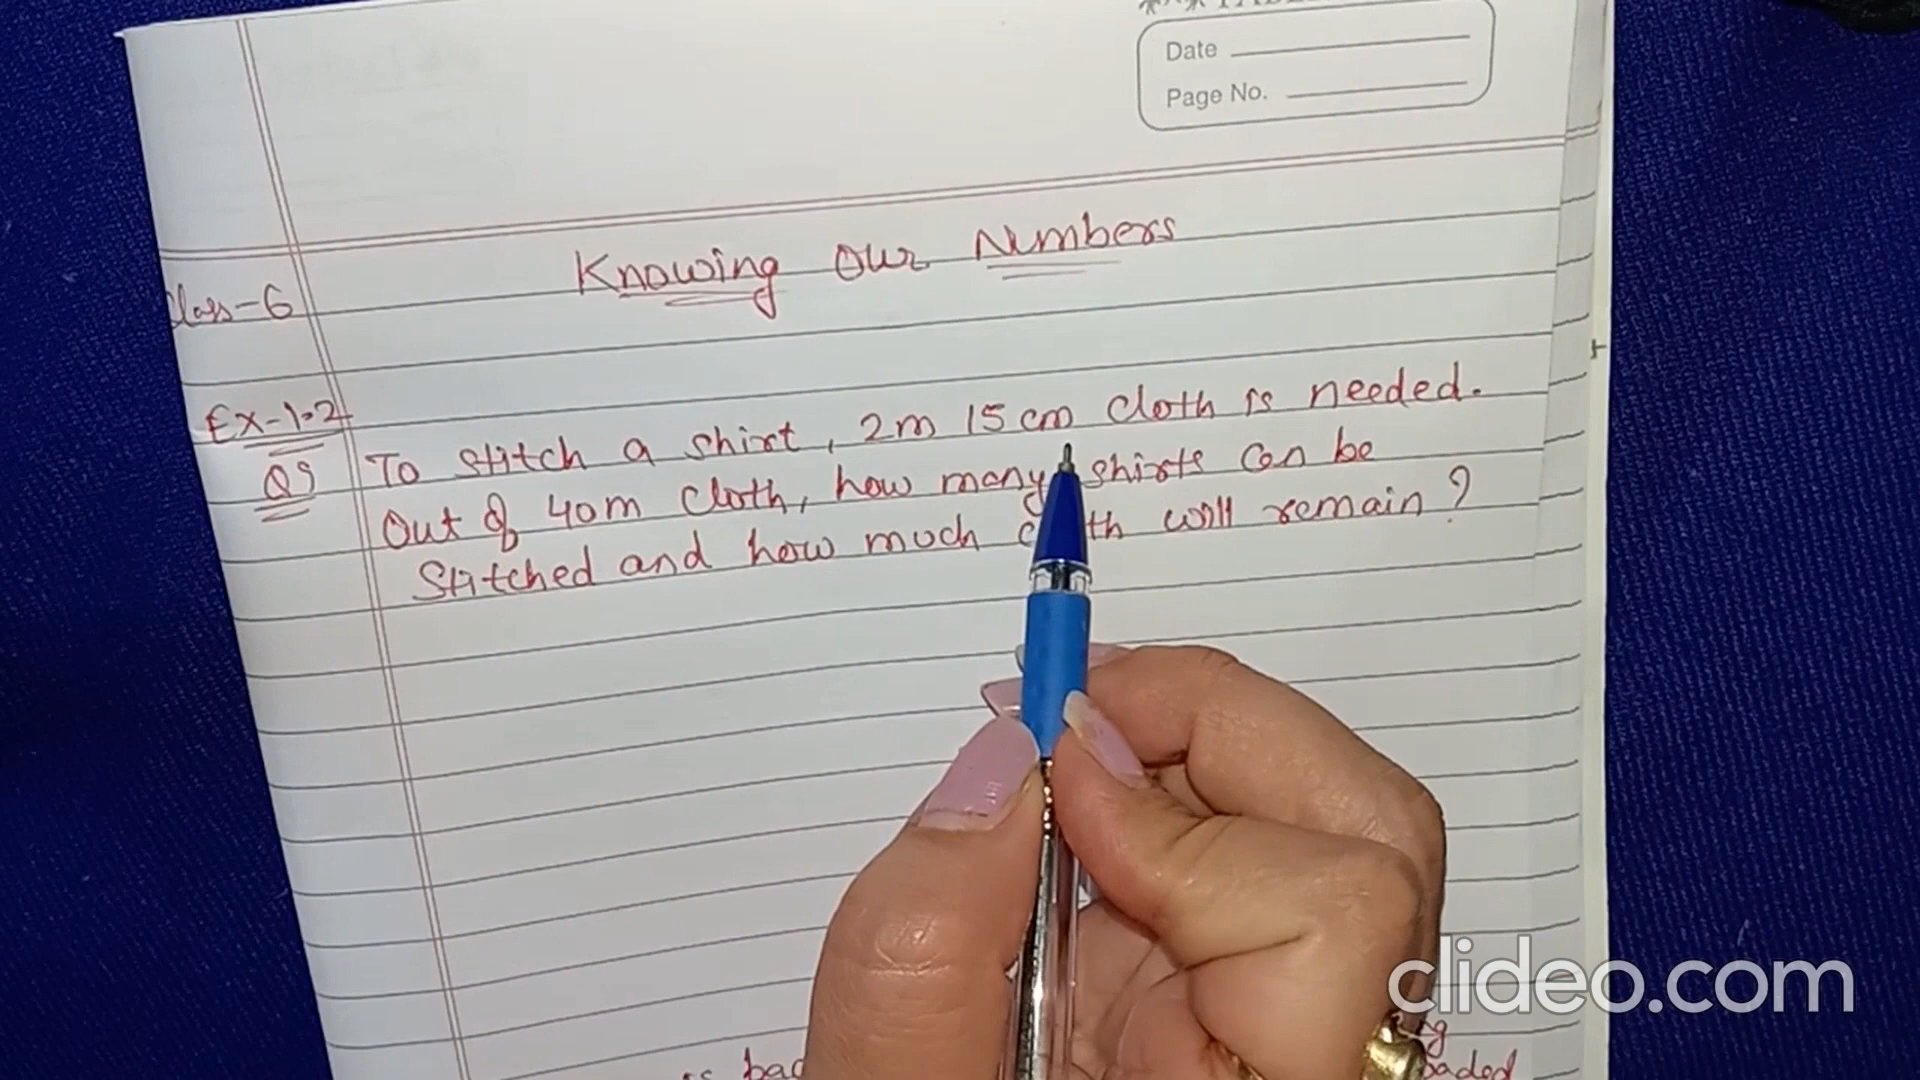 Date
Page No.
Knowing Our Numbers
Class-6
Ex-1.2
Q9 To stitch a shirt, 2m 15cm cloth is needed.
Out of 40m cloth, how many shirts can be
Stitched and how much cloth will remain?
clideo.com